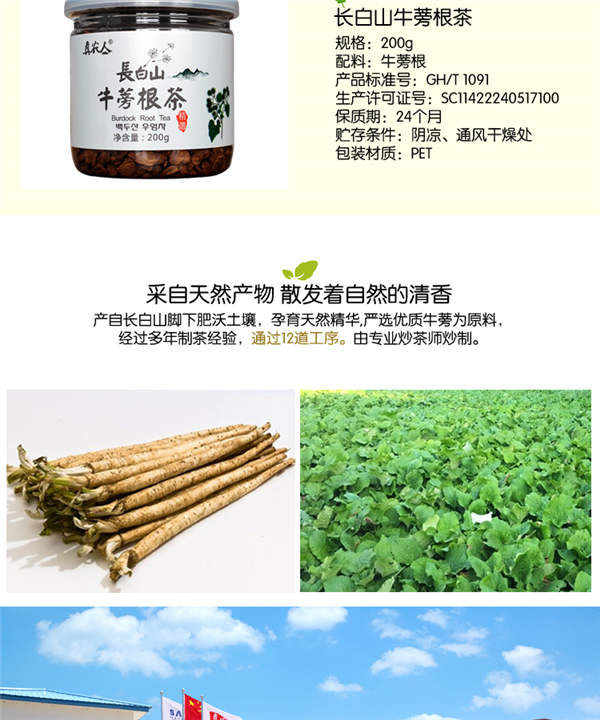 真农人®
長白山
牛蒡根茶
Burdock Root Tea
백두산 우엉차
净含量：200g
长白山牛蒡根茶
规格：200g
配料：牛蒡根
产品标准号：GH/T 1091
生产许可证号：SC11422240517100
保质期：24个月
贮存条件：阴凉、通风干燥处
包装材质：PET
采自天然产物 散发着自然的清香
产自长白山脚下肥沃土壤，孕育天然精华,严选优质牛蒡为原料，
经过多年制茶经验，通过12道工序。由专业炒茶师炒制。